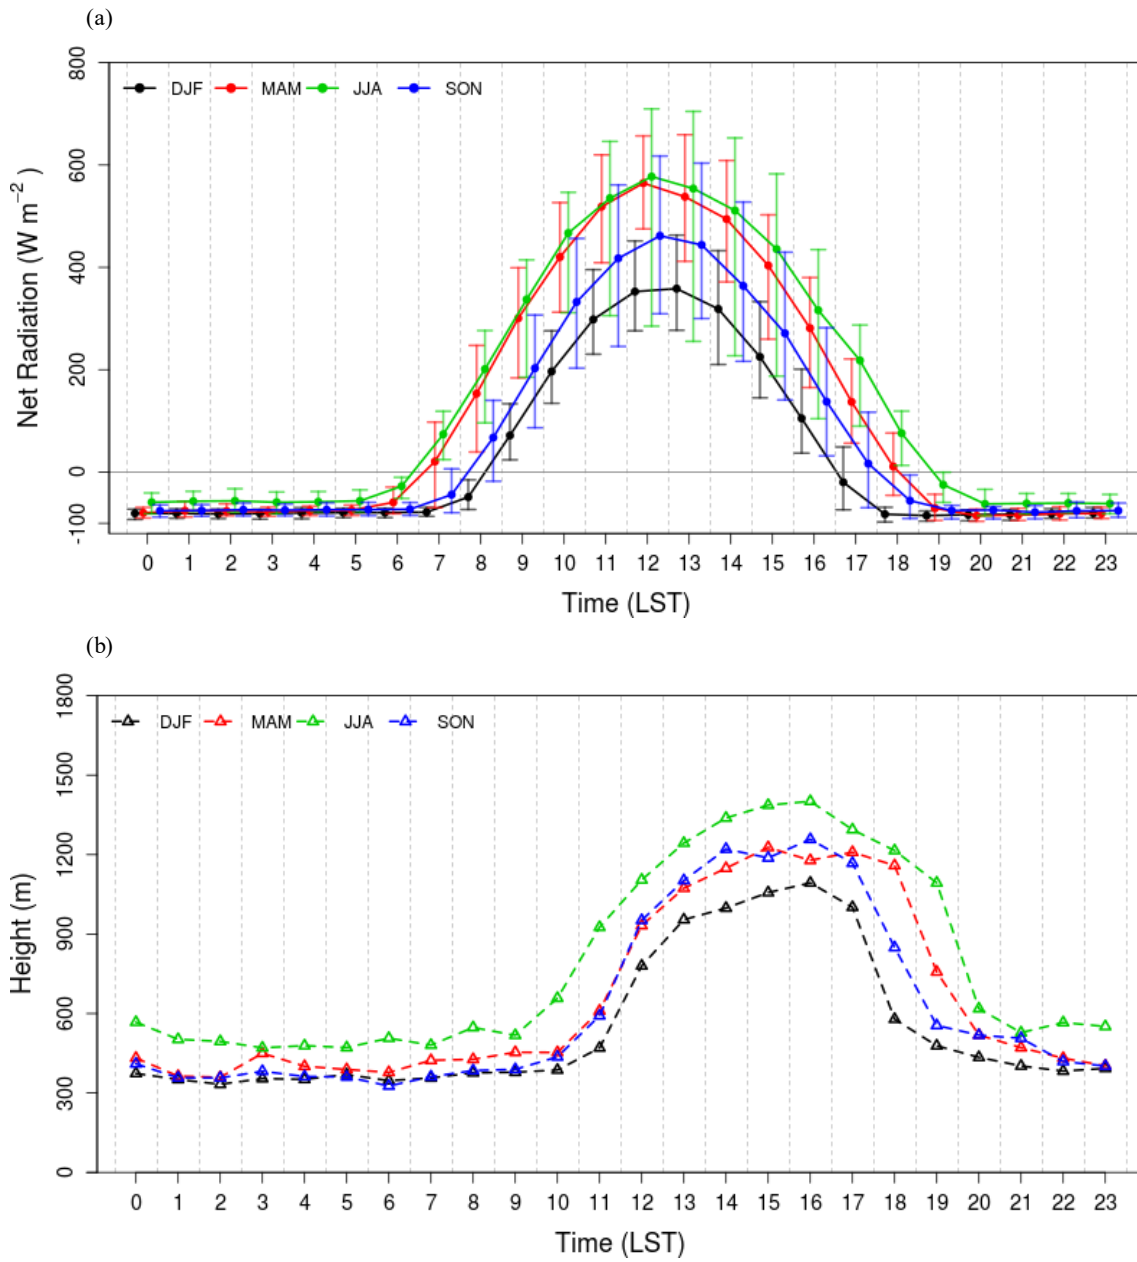 (a)
800
600
400
200
0
-100
Net Radiation (W m−2 )
DJF MAM JJA SON
0 1 2 3 4 5 6 7 8 9 10 11 12 13 14 15 16 17 18 19 20 21 22 23
Time (LST)
(b)
1800
1500
1200
900
600
300
0
Height (m)
DJF MAM JJA SON
0 1 2 3 4 5 6 7 8 9 10 11 12 13 14 15 16 17 18 19 20 21 22 23
Time (LST)